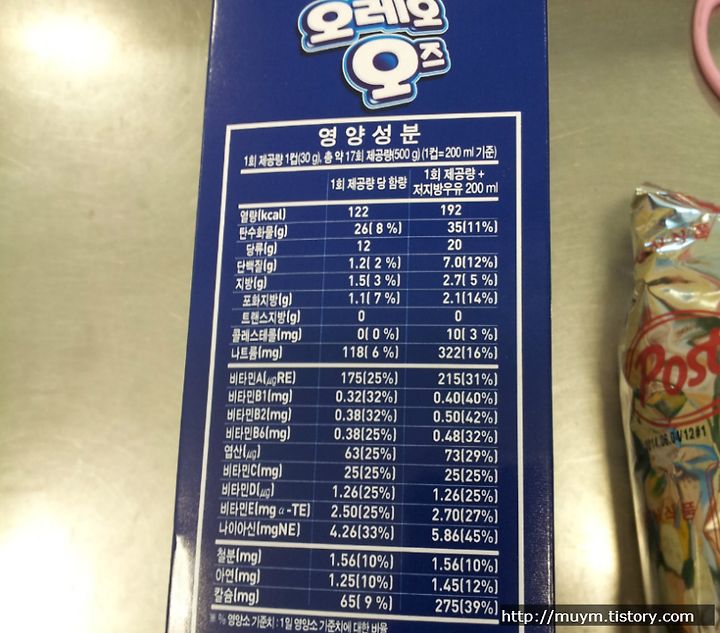 오레오
오즈
영양성분
1회 제공량 1컵(30 g), 총 약 17회 제공량(500 g) (1컵=200 ml 기준)
1회 제공량 당 함량 1회 제공량 + 저지방우유 200 ml
열량(kcal) 122 192
탄수화물(g) 26( 8 %) 35(11%)
당류(g) 12 20
단백질(g) 1.2( 2 %) 7.0(12%)
지방(g) 1.5( 3 %) 2.7( 5 %)
포화지방(g) 1.1( 7 %) 2.1(14%)
트랜스지방(g) 0 0
콜레스테롤(mg) 0( 0 %) 10( 3 %)
나트륨(mg) 118( 6 %) 322(16%)
비타민A(㎍RE) 175(25%) 215(31%)
비타민B1(mg) 0.32(32%) 0.40(40%)
비타민B2(mg) 0.38(32%) 0.50(42%)
비타민B6(mg) 0.38(25%) 0.48(32%)
엽산(㎍) 63(25%) 73(29%)
비타민C(mg) 25(25%) 25(25%)
비타민D(㎍) 1.26(25%) 1.26(25%)
비타민E(mg α-TE) 2.50(25%) 2.70(27%)
나이아신(mgNE) 4.26(33%) 5.86(45%)
철분(mg) 1.56(10%) 1.56(10%)
아연(mg) 1.25(10%) 1.45(12%)
칼슘(mg) 65( 9 %) 275(39%)
※ % 영양소 기준치 : 1일 영양소 기준치에 대한 비율
Post
http://muym.tistory.com